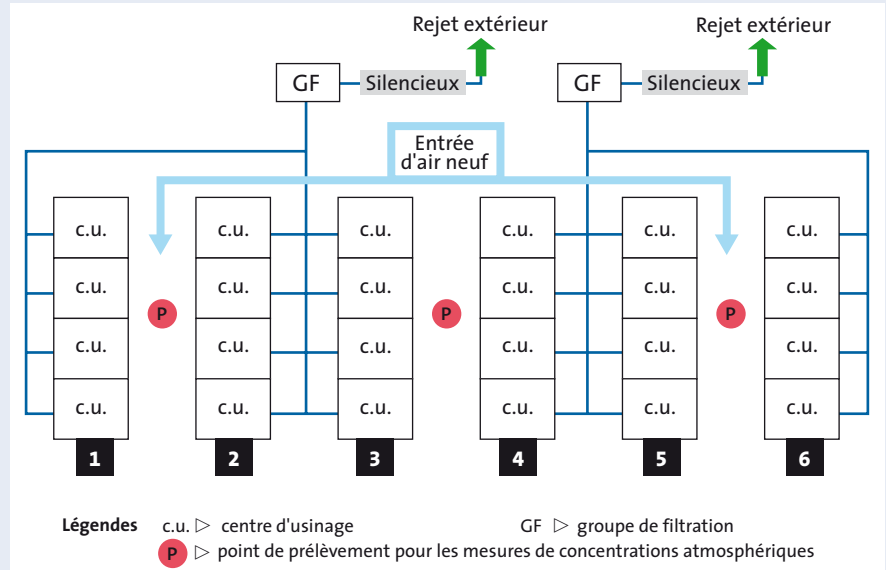 Rejet extérieur Rejet extérieur
GF Silencieux GF Silencieux
Entrée
d'air neuf
c.u. c.u. c.u. c.u. c.u. c.u.
c.u. c.u. c.u. c.u. c.u. c.u.
P P P
c.u. c.u. c.u. c.u. c.u. c.u.
c.u. c.u. c.u. c.u. c.u. c.u.
1 2 3 4 5 6
Légendes c.u. ▷ centre d'usinage GF ▷ groupe de filtration
P ▷ point de prélèvement pour les mesures de concentrations atmosphériques